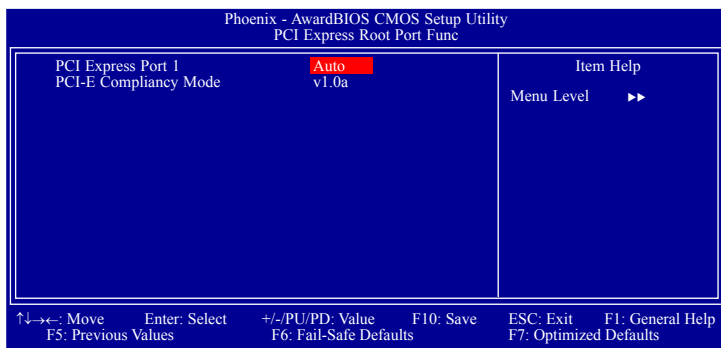 Phoenix - AwardBIOS CMOS Setup Utility
PCI Express Root Port Func
PCI Express Port 1 Auto
PCI-E Compliancy Mode v1.0a
Item Help
Menu Level ►►
↑↓→←: Move Enter: Select +/-/PU/PD: Value F10: Save ESC: Exit F1: General Help
F5: Previous Values F6: Fail-Safe Defaults F7: Optimized Defaults